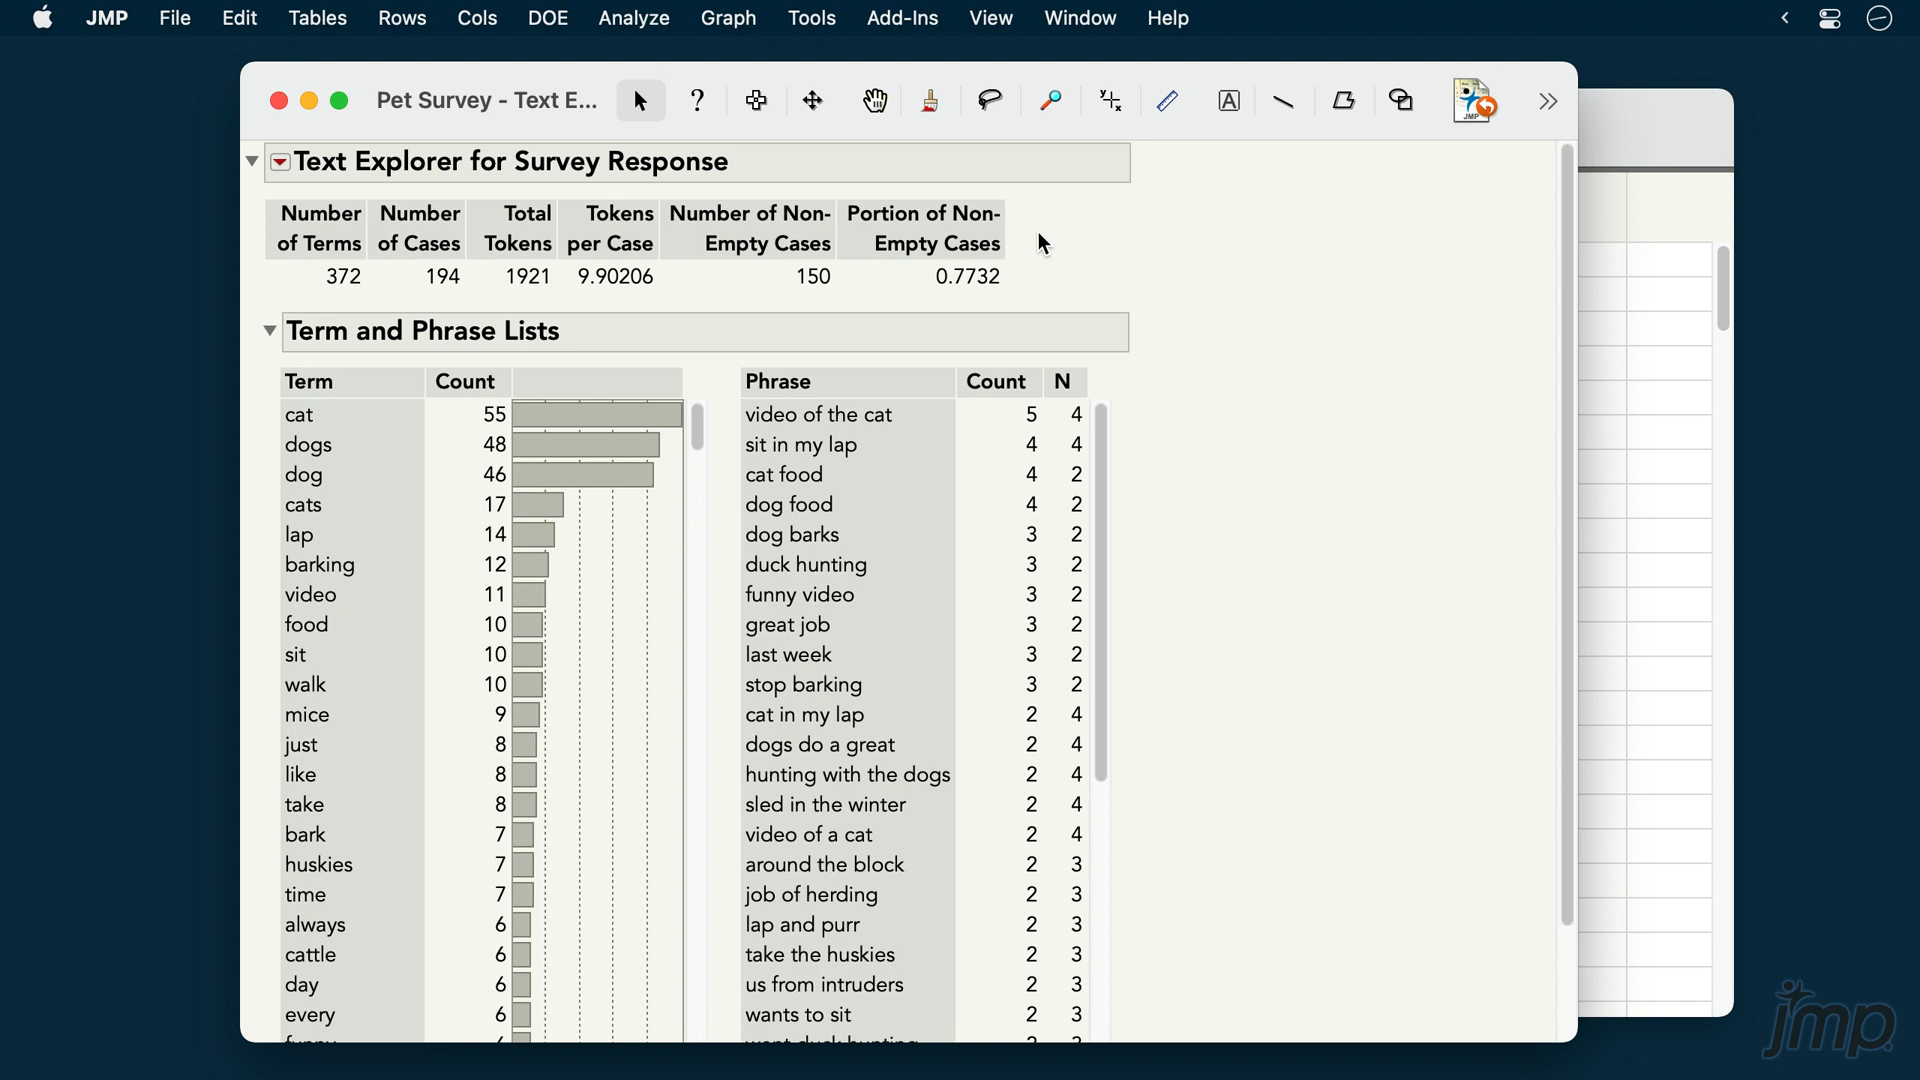 JMP File Edit Tables Rows Cols DOE Analyze Graph Tools Add-Ins View Window Help
Pet Survey - Text E...
JMP
Text Explorer for Survey Response
Number of Terms Number of Cases Total Tokens Tokens per Case Number of Non-Empty Cases Portion of Non-Empty Cases
372 194 1921 9.90206 150 0.7732
Term and Phrase Lists
Term Count Phrase Count N
cat 55 video of the cat 5 4
dogs 48 sit in my lap 4 4
dog 46 cat food 4 2
cats 17 dog food 4 2
lap 14 dog barks 3 2
barking 12 duck hunting 3 2
video 11 funny video 3 2
food 10 great job 3 2
sit 10 last week 3 2
walk 10 stop barking 3 2
mice 9 cat in my lap 2 4
just 8 dogs do a great 2 4
like 8 hunting with the dogs 2 4
take 8 sled in the winter 2 4
bark 7 video of a cat 2 4
huskies 7 around the block 2 3
time 7 job of herding 2 3
always 6 lap and purr 2 3
cattle 6 take the huskies 2 3
day 6 us from intruders 2 3
every 6 wants to sit 2 3
jmp